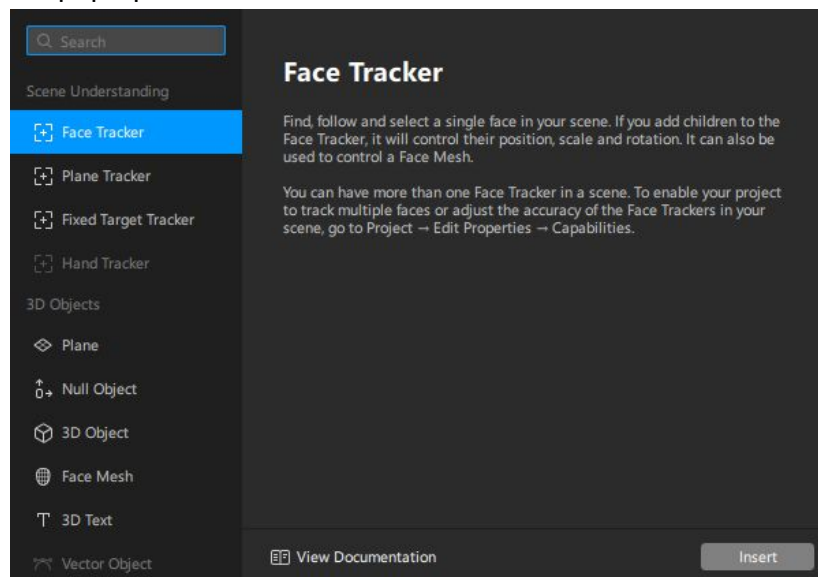 Search
Scene Understanding
Face Tracker
Plane Tracker
Fixed Target Tracker
Hand Tracker
3D Objects
Plane
Null Object
3D Object
Face Mesh
3D Text
Vector Object
Face Tracker
Find, follow and select a single face in your scene. If you add children to the
Face Tracker, it will control their position, scale and rotation. It can also be
used to control a Face Mesh.
You can have more than one Face Tracker in a scene. To enable your project
to track multiple faces or adjust the accuracy of the Face Trackers in your
scene, go to Project → Edit Properties → Capabilities.
View Documentation
Insert